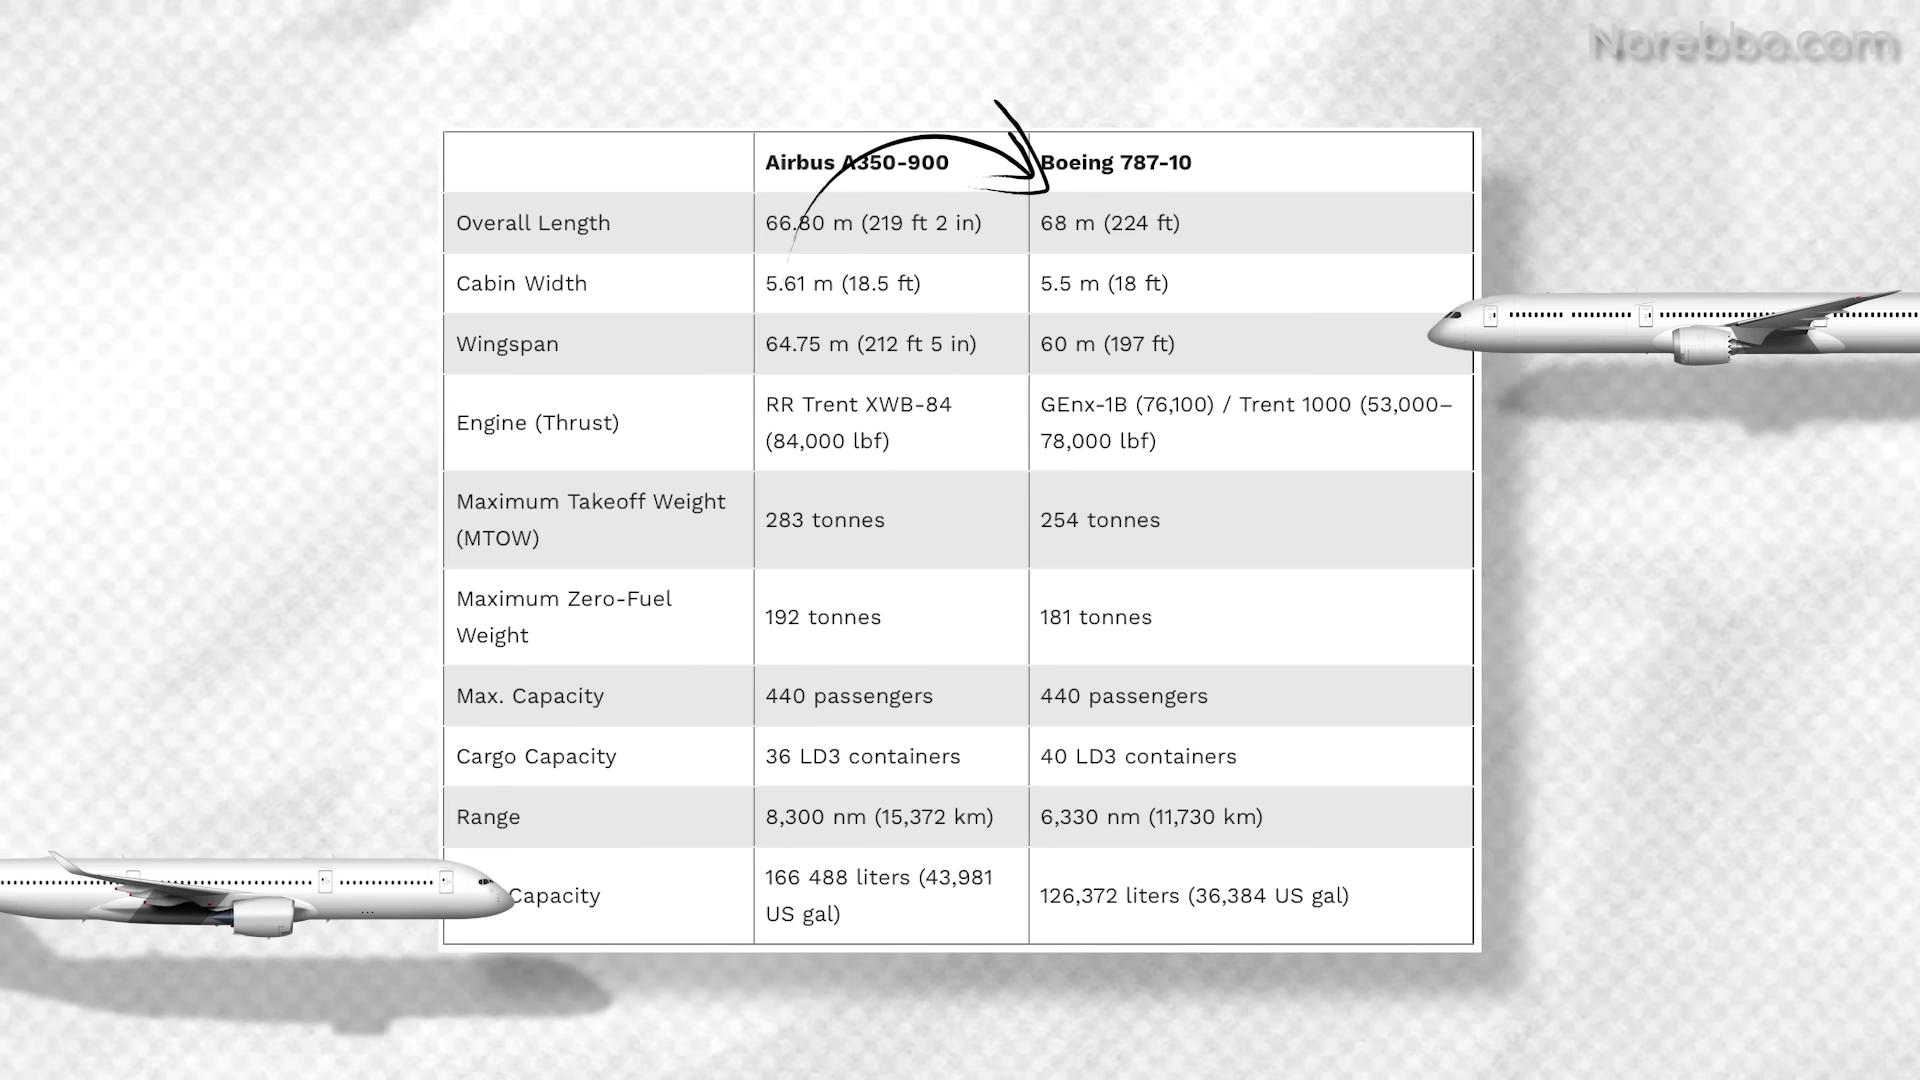 Norebbo.com
Airbus A350-900 Boeing 787-10
Overall Length 66.80 m (219 ft 2 in) 68 m (224 ft)
Cabin Width 5.61 m (18.5 ft) 5.5 m (18 ft)
Wingspan 64.75 m (212 ft 5 in) 60 m (197 ft)
Engine (Thrust) RR Trent XWB-84 GEnx-1B (76,100) / Trent 1000 (53,000–
(84,000 lbf) 78,000 lbf)
Maximum Takeoff Weight
(MTOW) 283 tonnes 254 tonnes
Maximum Zero-Fuel
Weight 192 tonnes 181 tonnes
Max. Capacity 440 passengers 440 passengers
Cargo Capacity 36 LD3 containers 40 LD3 containers
Range 8,300 nm (15,372 km) 6,330 nm (11,730 km)
Capacity 166 488 liters (43,981
US gal) 126,372 liters (36,384 US gal)